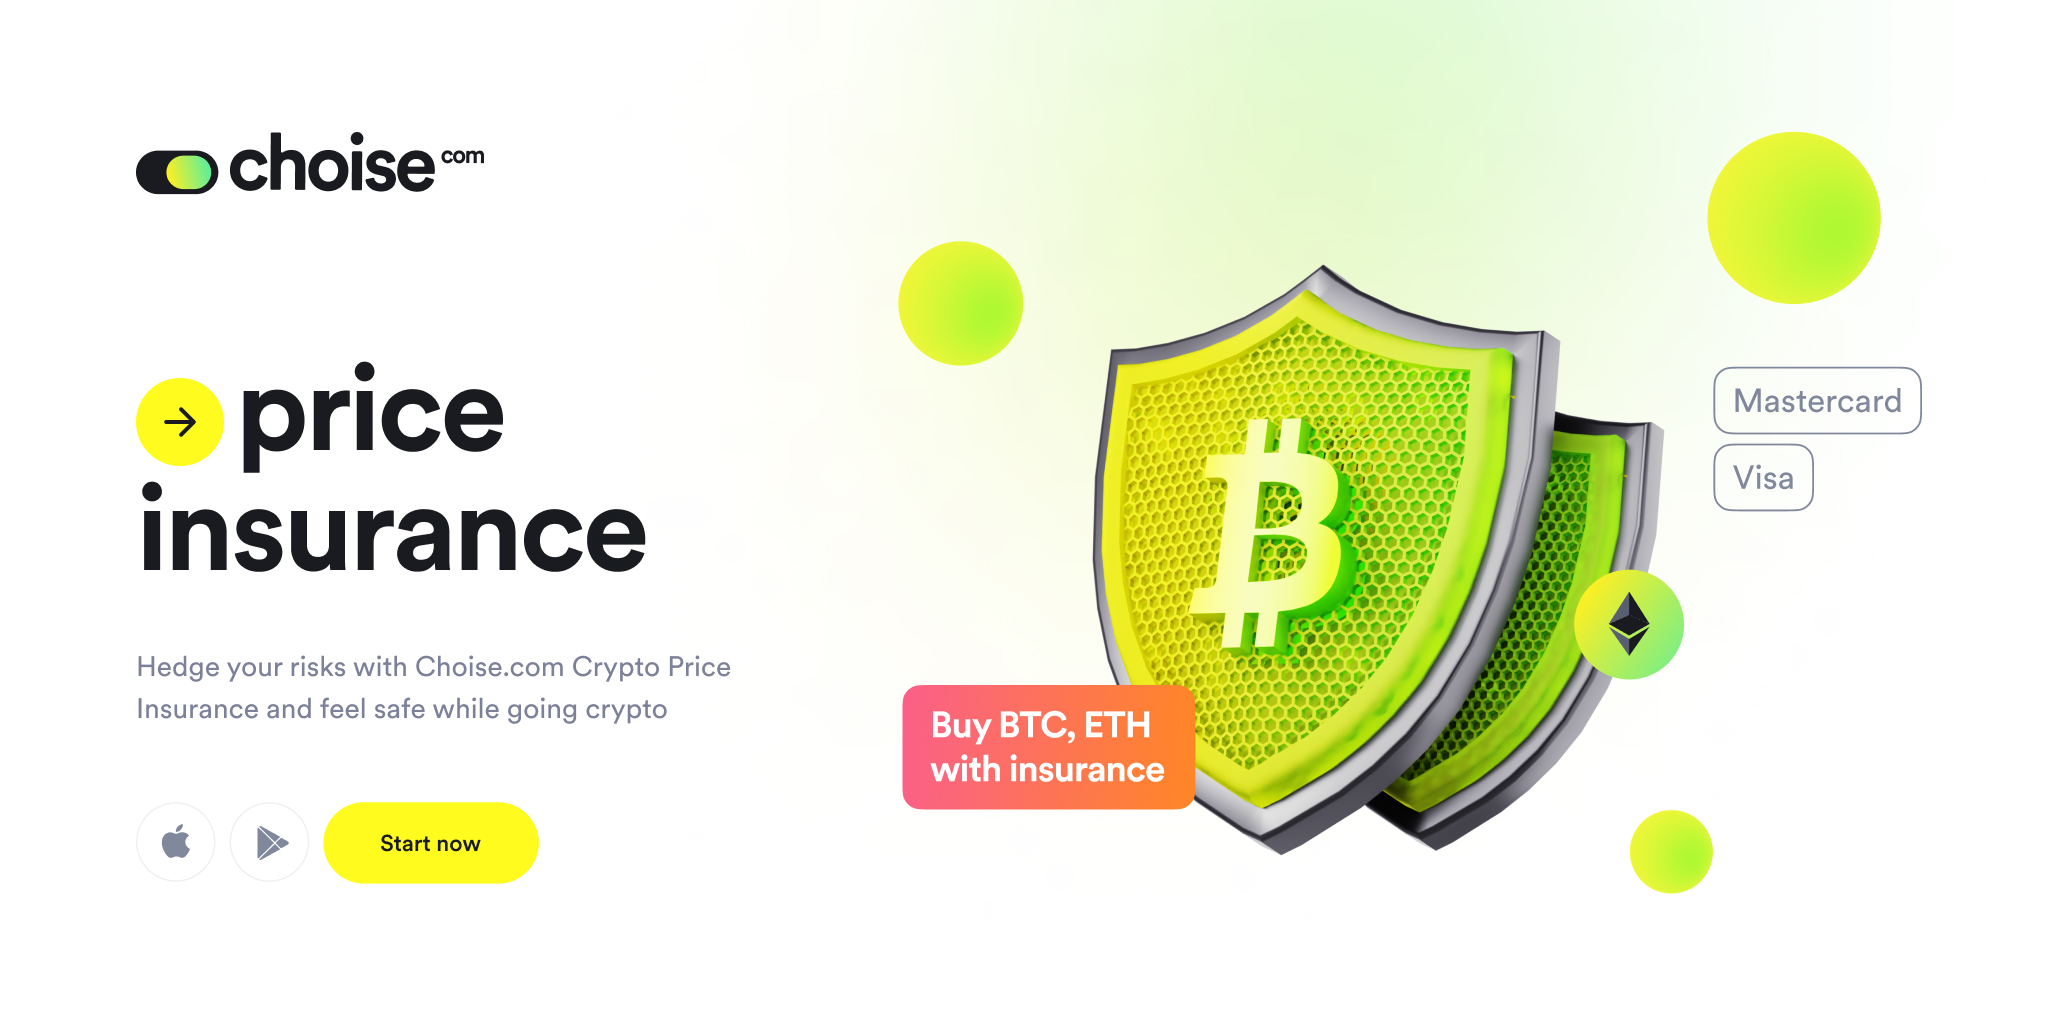 choise com
price
insurance
Hedge your risks with Choise.com Crypto Price
Insurance and feel safe while going crypto
Start now
Buy BTC, ETH
with insurance
Mastercard
Visa